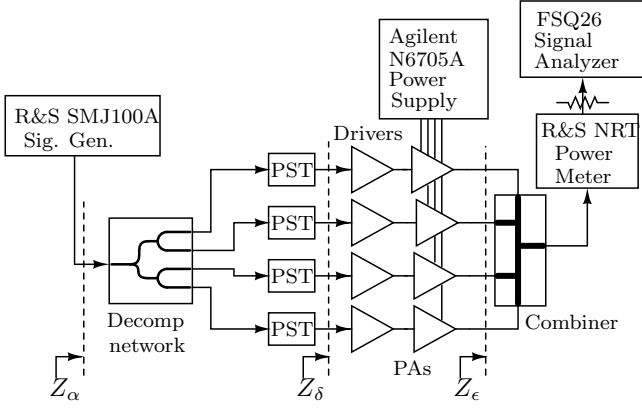 FSQ26
Signal
Analyzer
Agilent
N6705A
Power
Supply
R&S SMJ100A
Sig. Gen.
R&S NRT
Power
Meter
Drivers
PST
PST
PST
PST
Decomp
network
Combiner
PAs
Zα
Zδ
Zϵ